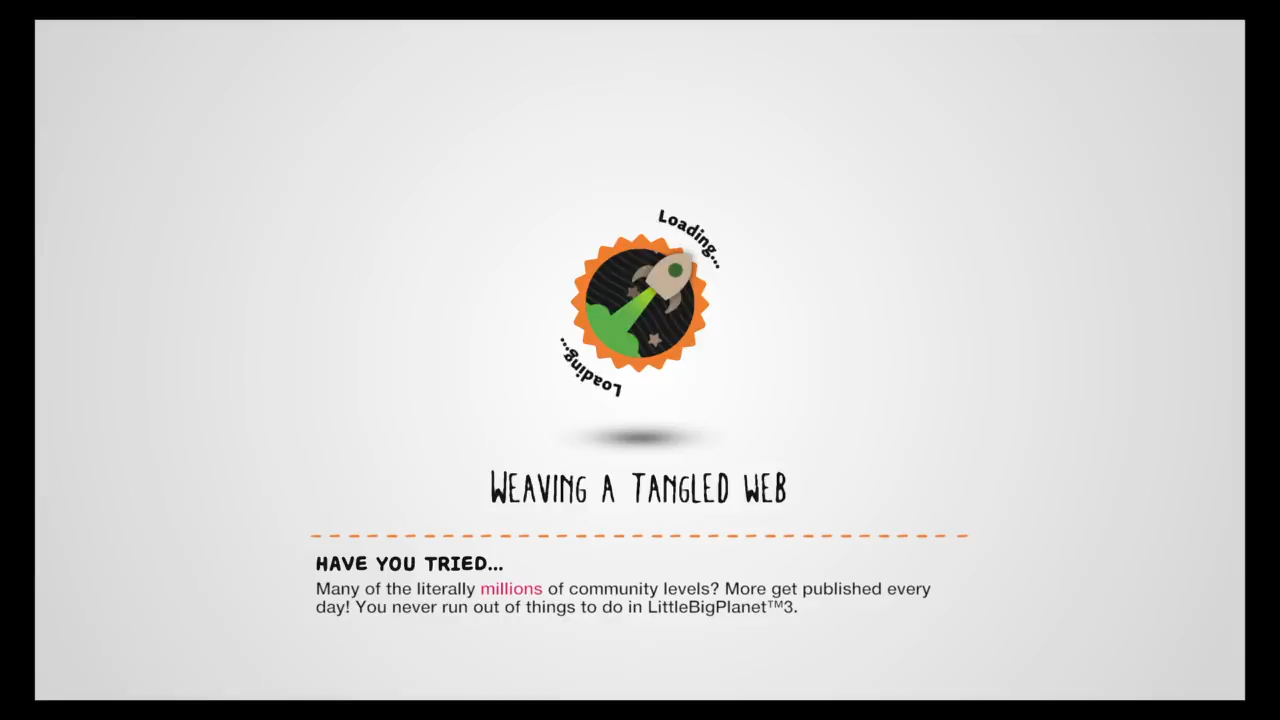 Loading...
Loading...
WEAVING A TANGLED WEB
HAVE YOU TRIED...
Many of the literally millions of community levels? More get published every
day! You never run out of things to do in LittleBigPlanet™3.